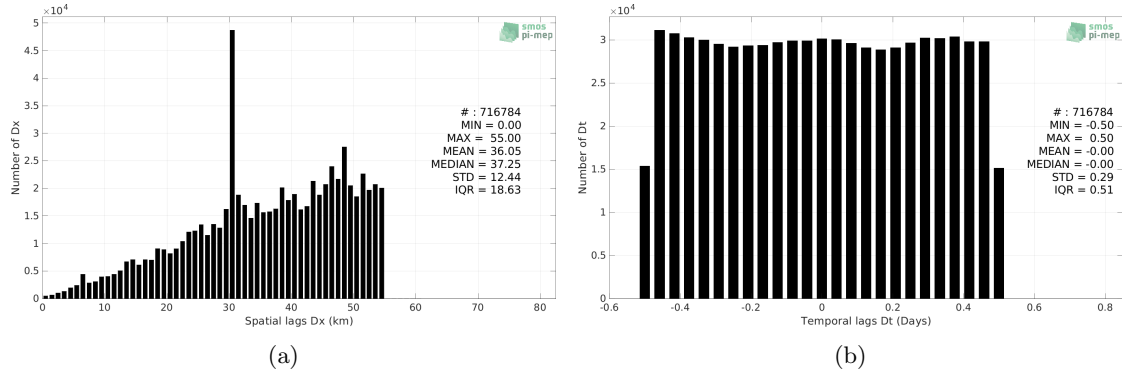 ×10⁴
5
4.5
4
3.5
3
2.5
2
1.5
1
0.5
0
Number of Dx
0 10 20 30 40 50 60 70 80
Spatial lags Dx (km)
smos
pi-mep
# : 716784
MIN = 0.00
MAX = 55.00
MEAN = 36.05
MEDIAN = 37.25
STD = 12.44
IQR = 18.63
(a)
×10⁴
3
2.5
2
1.5
1
0.5
0
Number of Dt
-0.6 -0.4 -0.2 0 0.2 0.4 0.6 0.8
Temporal lags Dt (Days)
smos
pi-mep
# : 716784
MIN = -0.50
MAX = 0.50
MEAN = -0.00
MEDIAN = -0.00
STD = 0.29
IQR = 0.51
(b)